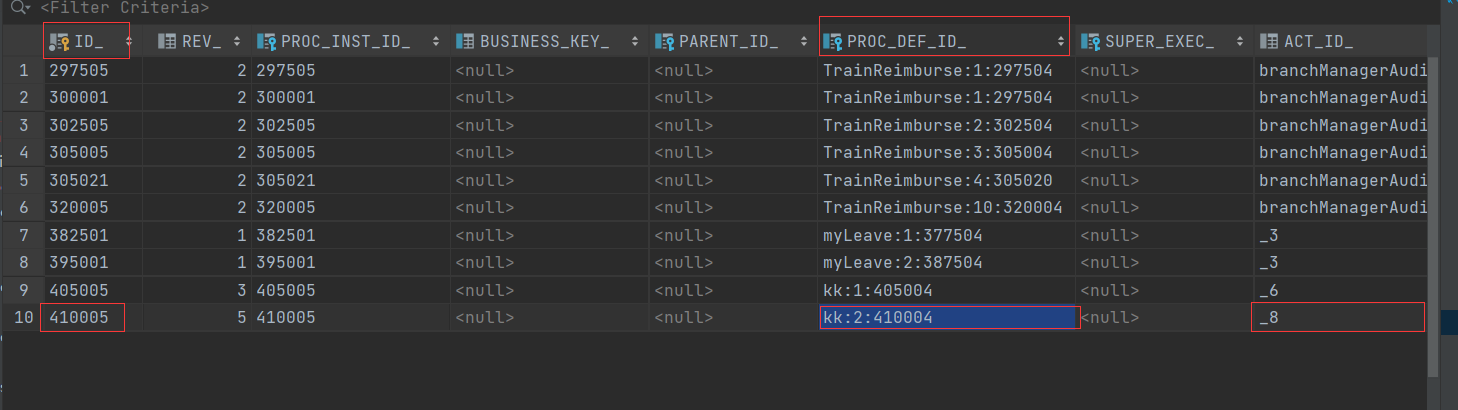 <Filter Criteria>
ID_ REV_ PROC_INST_ID_ BUSINESS_KEY_ PARENT_ID_ PROC_DEF_ID_ SUPER_EXEC_ ACT_ID_
1 297505 2 297505 <null> <null> TrainReimburse:1:297504 <null> branchManagerAudi
2 300001 2 300001 <null> <null> TrainReimburse:1:297504 <null> branchManagerAudi
3 302505 2 302505 <null> <null> TrainReimburse:2:302504 <null> branchManagerAudi
4 305005 2 305005 <null> <null> TrainReimburse:3:305004 <null> branchManagerAudi
5 305021 2 305021 <null> <null> TrainReimburse:4:305020 <null> branchManagerAudi
6 320005 2 320005 <null> <null> TrainReimburse:10:320004 <null> branchManagerAudi
7 382501 1 382501 <null> <null> myLeave:1:377504 <null> _3
8 395001 1 395001 <null> <null> myLeave:2:387504 <null> _3
9 405005 3 405005 <null> <null> kk:1:405004 <null> _6
10 410005 5 410005 <null> <null> kk:2:410004 <null> _8